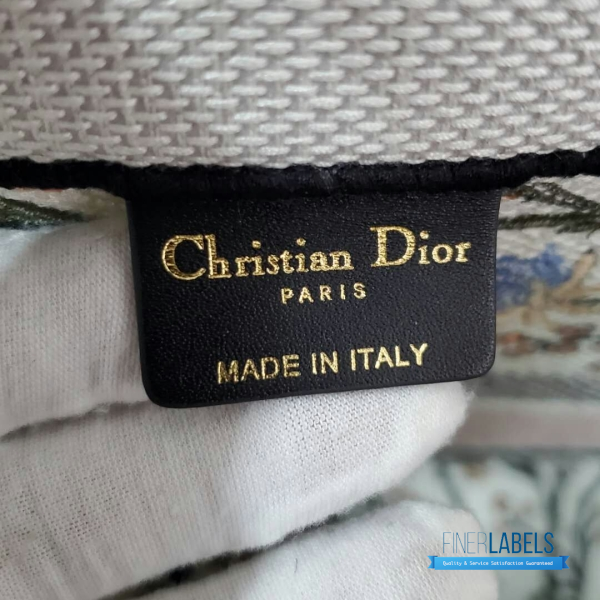 Christian Dior
PARIS
MADE IN ITALY
FINERLABELS
Quality & Service Satisfaction Guaranteed